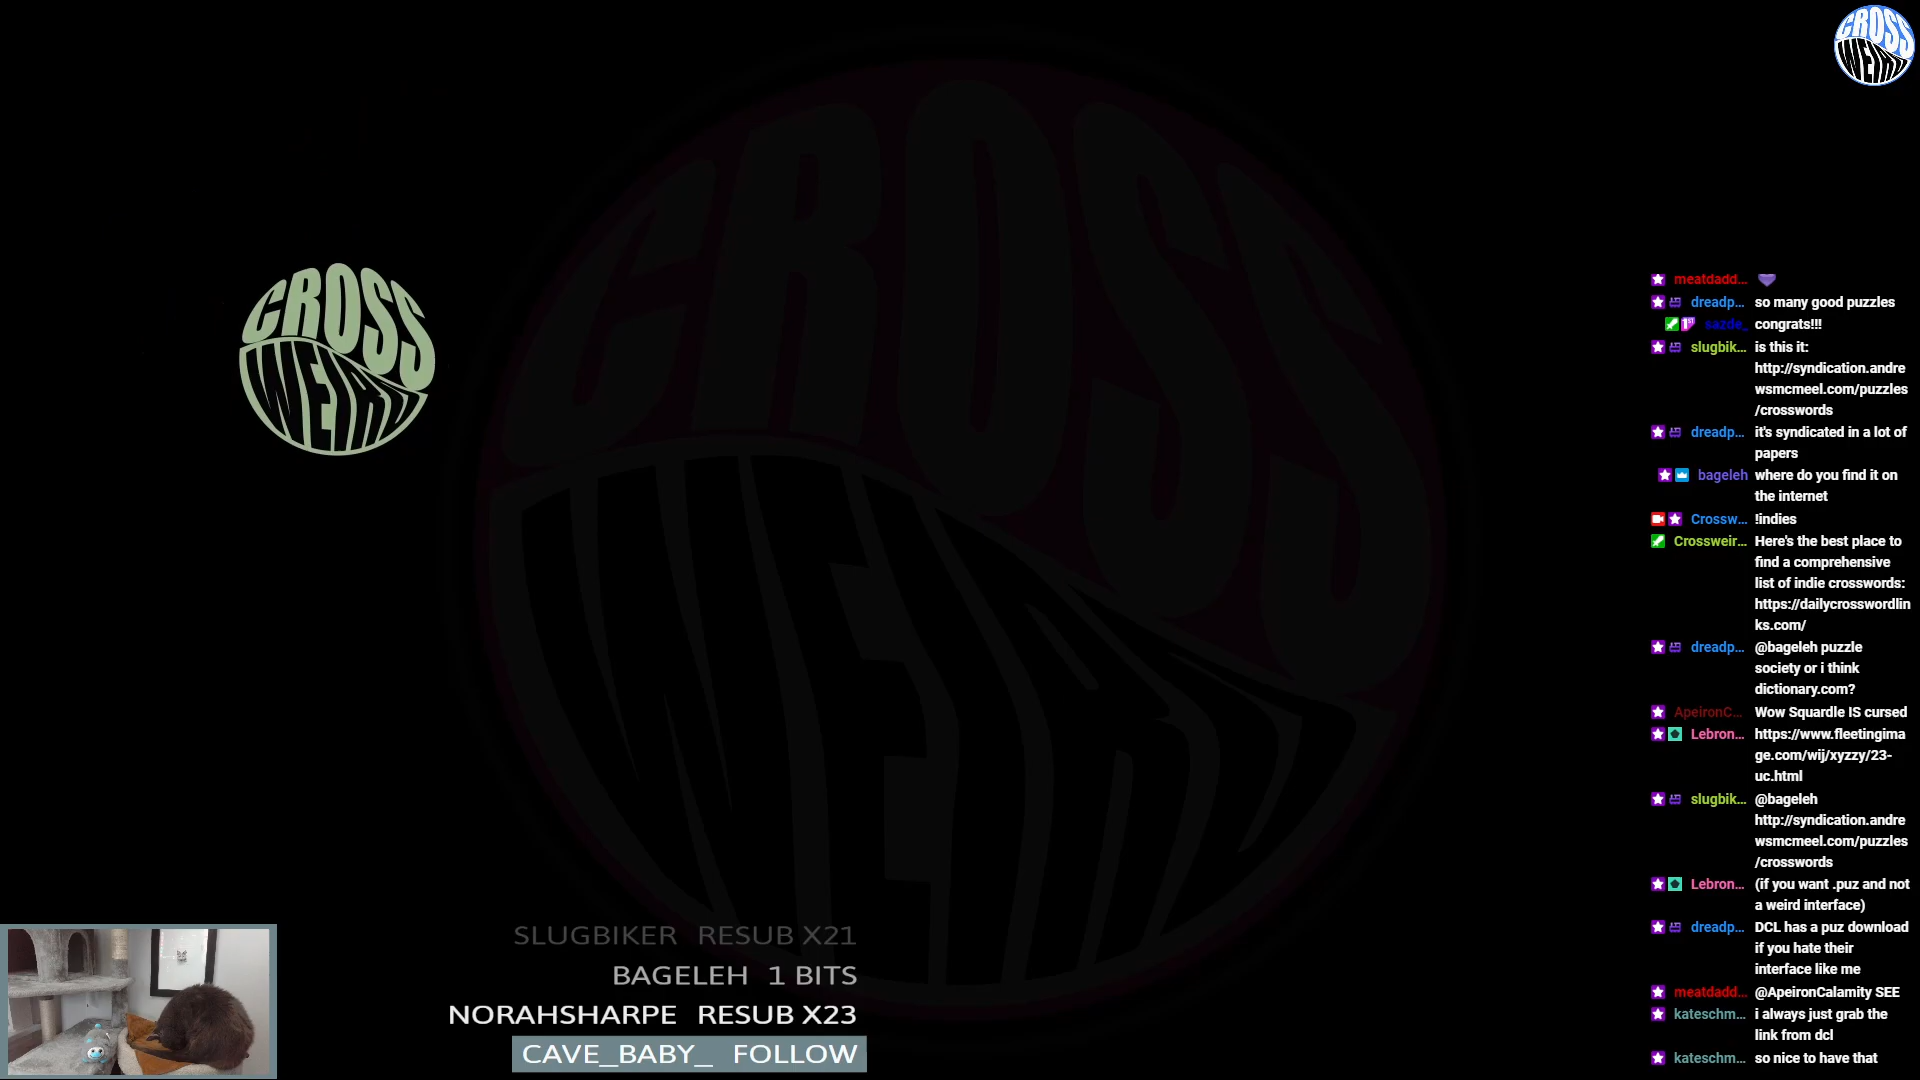 CROSS
WEIRD
CROSS
WEIRD
CROSS
WEIRD
meatdadd...
dreadp... so many good puzzles
sazde_ congrats!!!
slugbik... is this it:
http://syndication.andre
wsmcmeel.com/puzzles
/crosswords
dreadp... it's syndicated in a lot of
papers
bageleh where do you find it on
the internet
Crossw... !indies
Crossweir... Here's the best place to
find a comprehensive
list of indie crosswords:
https://dailycrosswordlin
ks.com/
dreadp... @bageleh puzzle
society or i think
dictionary.com?
ApeironC... Wow Squardle IS cursed
Lebron... https://www.fleetingima
ge.com/wij/xyzzy/23-
uc.html
slugbik... @bageleh
http://syndication.andre
wsmcmeel.com/puzzles
/crosswords
Lebron... (if you want .puz and not
a weird interface)
dreadp... DCL has a puz download
if you hate their
interface like me
meatdadd... @ApeironCalamity SEE
kateschm... i always just grab the
link from dcl
kateschm... so nice to have that
SLUGBIKER RESUB X21
BAGELEH 1 BITS
NORAHSHARPE RESUB X23
CAVE_BABY_ FOLLOW